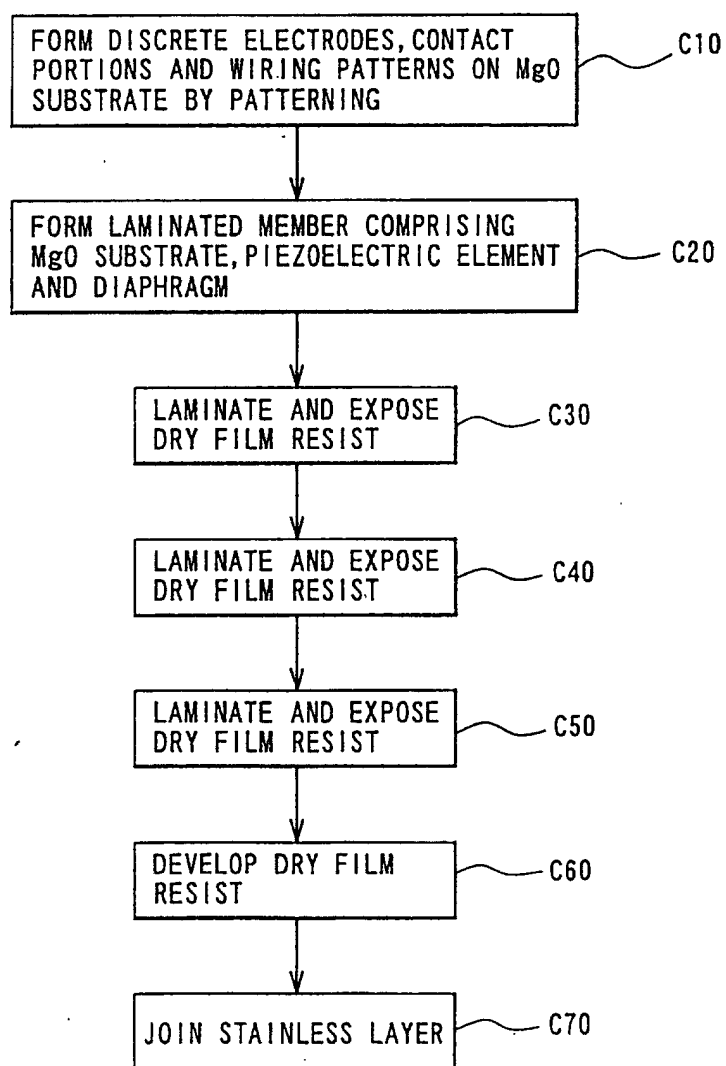 FORM DISCRETE ELECTRODES, CONTACT
PORTIONS AND WIRING PATTERNS ON MgO
SUBSTRATE BY PATTERNING
C10
FORM LAMINATED MEMBER COMPRISING
MgO SUBSTRATE, PIEZOELECTRIC ELEMENT
AND DIAPHRAGM
C20
LAMINATE AND EXPOSE
DRY FILM RESIST
C30
LAMINATE AND EXPOSE
DRY FILM RESIST
C40
LAMINATE AND EXPOSE
DRY FILM RESIST
C50
DEVELOP DRY FILM
RESIST
C60
JOIN STAINLESS LAYER
C70